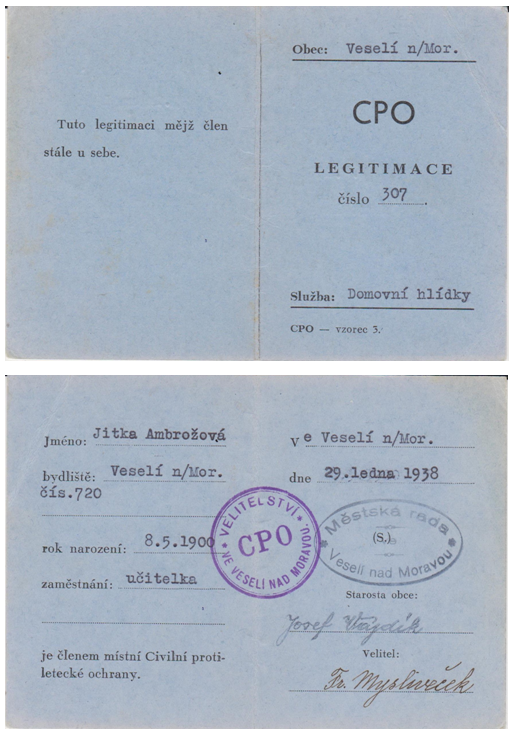 Tuto legitimaci mějž člen
stále u sebe.
Obec: Veselí n/Mor.
CPO
LEGITIMACE
číslo 307.
Služba: Domovní hlídky
CPO — vzorec 3.
Jméno: Jitka Ambrožová
bydliště: Veselí n/Mor.
čís.720
rok narození: 8.5.1900
zaměstnání: učitelka
je členem místní Civilní proti-
letecké ochrany.
VELITELSTVÍ
CPO
VE VESELÍ NAD MORAVOU
Ve Veselí n/Mor.
dne 29.ledna 1938
Městská rada
(S.)
Veselí nad Moravou
Starosta obce:
Josef
Velitel:
Fr. Mysliveček